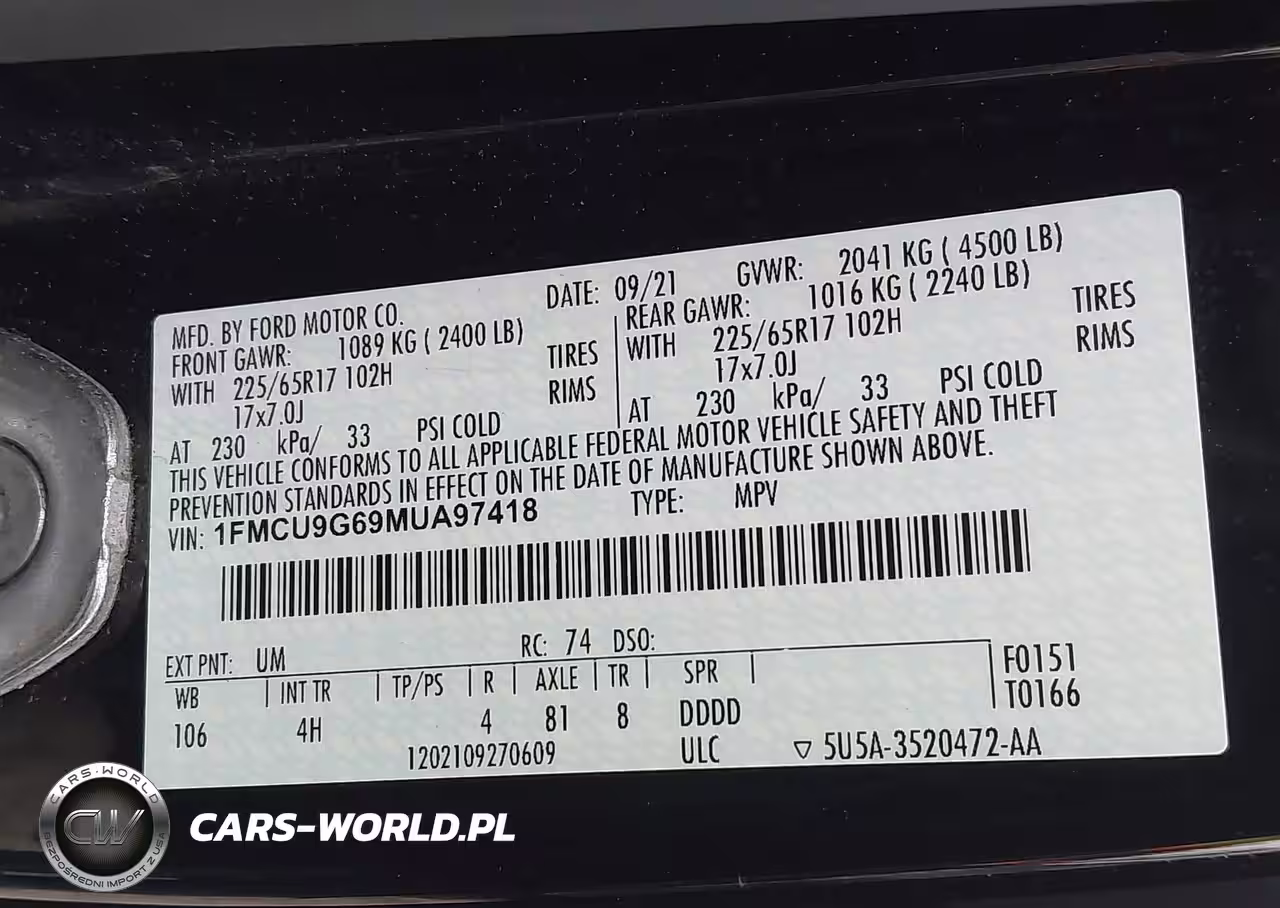 MFD. BY FORD MOTOR CO. DATE: 09/21 GVWR: 2041 KG ( 4500 LB)
FRONT GAWR: 1089 KG ( 2400 LB) REAR GAWR: 1016 KG ( 2240 LB)
WITH 225/65R17 102H TIRES WITH 225/65R17 102H TIRES
17x7.0J RIMS 17x7.0J RIMS
AT 230 kPa/ 33 PSI COLD AT 230 kPa/ 33 PSI COLD
THIS VEHICLE CONFORMS TO ALL APPLICABLE FEDERAL MOTOR VEHICLE SAFETY AND THEFT
PREVENTION STANDARDS IN EFFECT ON THE DATE OF MANUFACTURE SHOWN ABOVE.
VIN: 1FMCU9G69MUA97418 TYPE: MPV
EXT PNT: UM RC: 74 DSO:
WB INT TR TP/PS R AXLE TR SPR F0151
106 4H 4 81 8 DDDD T0166
1202109270609 ULC ▽ 5U5A-3520472-AA
CARS-WORLD
CW
BEZPOŚREDNI IMPORT Z USA
CARS-WORLD.PL